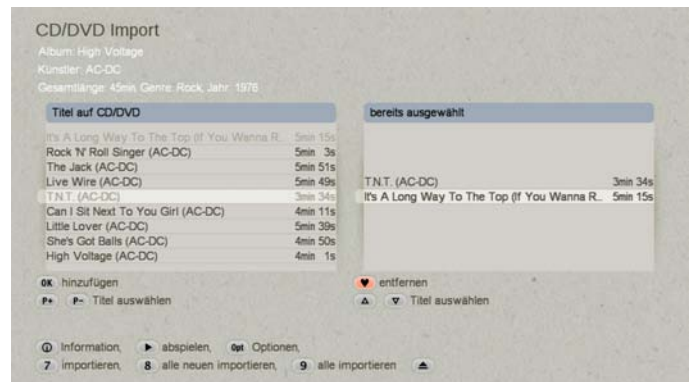 CD/DVD Import
Album: High Voltage
Künstler: AC-DC
Gesamtlänge: 45min, Genre: Rock, Jahr: 1976
Titel auf CD/DVD
It's A Long Way To The Top (If You Wanna R... 5min 15s
Rock 'N' Roll Singer (AC-DC) 5min 3s
The Jack (AC-DC) 5min 51s
Live Wire (AC-DC) 5min 49s
T.N.T. (AC-DC) 3min 34s
Can I Sit Next To You Girl (AC-DC) 4min 11s
Little Lover (AC-DC) 5min 39s
She's Got Balls (AC-DC) 4min 50s
High Voltage (AC-DC) 4min 1s
OK hinzufügen
P+ P- Titel auswählen
bereits ausgewählt
T.N.T. (AC-DC) 3min 34s
It's A Long Way To The Top (If You Wanna R... 5min 15s
entfernen
Titel auswählen
Information, abspielen, Opt Optionen,
7 importieren, 8 alle neuen importieren, 9 alle importieren